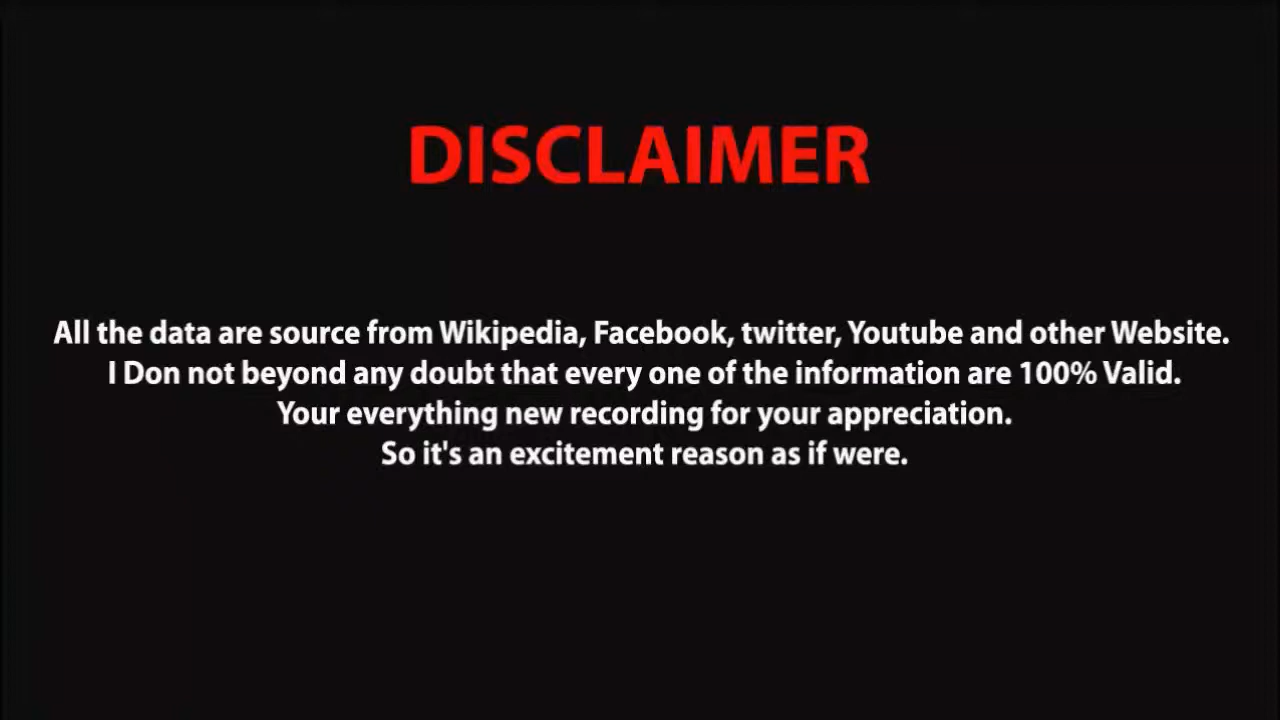 DISCLAIMER
All the data are source from Wikipedia, Facebook, twitter, Youtube and other Website.
I Don not beyond any doubt that every one of the information are 100% Valid.
Your everything new recording for your appreciation.
So it's an excitement reason as if were.